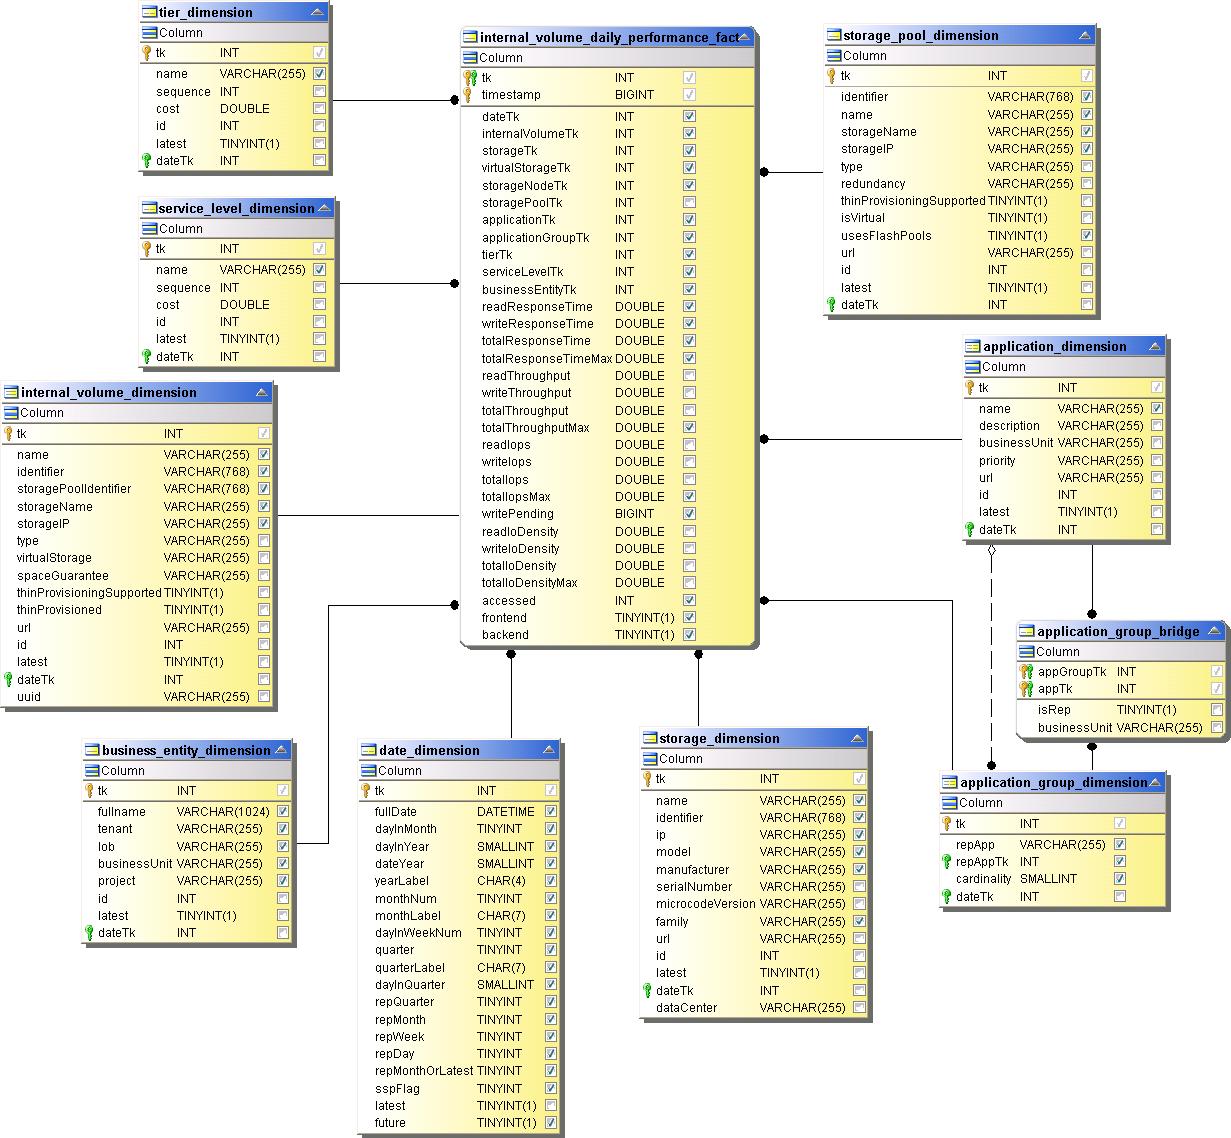 tier_dimension
Column
tk INT
name VARCHAR(255)
sequence INT
cost DOUBLE
id INT
latest TINYINT(1)
dateTk INT
service_level_dimension
Column
tk INT
name VARCHAR(255)
sequence INT
cost DOUBLE
id INT
latest TINYINT(1)
dateTk INT
internal_volume_dimension
Column
tk INT
name VARCHAR(255)
identifier VARCHAR(768)
storagePoolIdentifier VARCHAR(768)
storageName VARCHAR(255)
storageIP VARCHAR(255)
type VARCHAR(255)
virtualStorage VARCHAR(255)
spaceGuarantee VARCHAR(255)
thinProvisioningSupported TINYINT(1)
thinProvisioned TINYINT(1)
url VARCHAR(255)
id INT
latest TINYINT(1)
dateTk INT
uuid VARCHAR(255)
business_entity_dimension
Column
tk INT
fullname VARCHAR(1024)
tenant VARCHAR(255)
lob VARCHAR(255)
businessUnit VARCHAR(255)
project VARCHAR(255)
id INT
latest TINYINT(1)
dateTk INT
internal_volume_daily_performance_fact
Column
tk INT
timestamp BIGINT
dateTk INT
internalVolumeTk INT
storageTk INT
virtualStorageTk INT
storageNodeTk INT
storagePoolTk INT
applicationTk INT
applicationGroupTk INT
tierTk INT
serviceLevelTk INT
businessEntityTk INT
readResponseTime DOUBLE
writeResponseTime DOUBLE
totalResponseTime DOUBLE
totalResponseTimeMax DOUBLE
readThroughput DOUBLE
writeThroughput DOUBLE
totalThroughput DOUBLE
totalThroughputMax DOUBLE
readIops DOUBLE
writeIops DOUBLE
totalIops DOUBLE
totalIopsMax DOUBLE
writePending BIGINT
readIoDensity DOUBLE
writeIoDensity DOUBLE
totalIoDensity DOUBLE
totalIoDensityMax DOUBLE
accessed INT
frontend TINYINT(1)
backend TINYINT(1)
date_dimension
Column
tk INT
fullDate DATETIME
dayInMonth TINYINT
dayInYear SMALLINT
dateYear SMALLINT
yearLabel CHAR(4)
monthNum TINYINT
monthLabel CHAR(7)
dayInWeekNum TINYINT
quarter TINYINT
quarterLabel CHAR(7)
dayInQuarter SMALLINT
repQuarter TINYINT
repMonth TINYINT
repWeek TINYINT
repDay TINYINT
repMonthOrLatest TINYINT
sspFlag TINYINT
latest TINYINT(1)
future TINYINT(1)
storage_dimension
Column
tk INT
name VARCHAR(255)
identifier VARCHAR(768)
ip VARCHAR(255)
model VARCHAR(255)
manufacturer VARCHAR(255)
serialNumber VARCHAR(255)
microcodeVersion VARCHAR(255)
family VARCHAR(255)
url VARCHAR(255)
id INT
latest TINYINT(1)
dateTk INT
dataCenter VARCHAR(255)
storage_pool_dimension
Column
tk INT
identifier VARCHAR(768)
name VARCHAR(255)
storageName VARCHAR(255)
storageIP VARCHAR(255)
type VARCHAR(255)
redundancy VARCHAR(255)
thinProvisioningSupported TINYINT(1)
isVirtual TINYINT(1)
usesFlashPools TINYINT(1)
url VARCHAR(255)
id INT
latest TINYINT(1)
dateTk INT
application_dimension
Column
tk INT
name VARCHAR(255)
description VARCHAR(255)
businessUnit VARCHAR(255)
priority VARCHAR(255)
url VARCHAR(255)
id INT
latest TINYINT(1)
dateTk INT
application_group_bridge
Column
appGroupTk INT
appTk INT
isRep TINYINT(1)
businessUnit VARCHAR(255)
application_group_dimension
Column
tk INT
repApp VARCHAR(255)
repAppTk INT
cardinality SMALLINT
dateTk INT